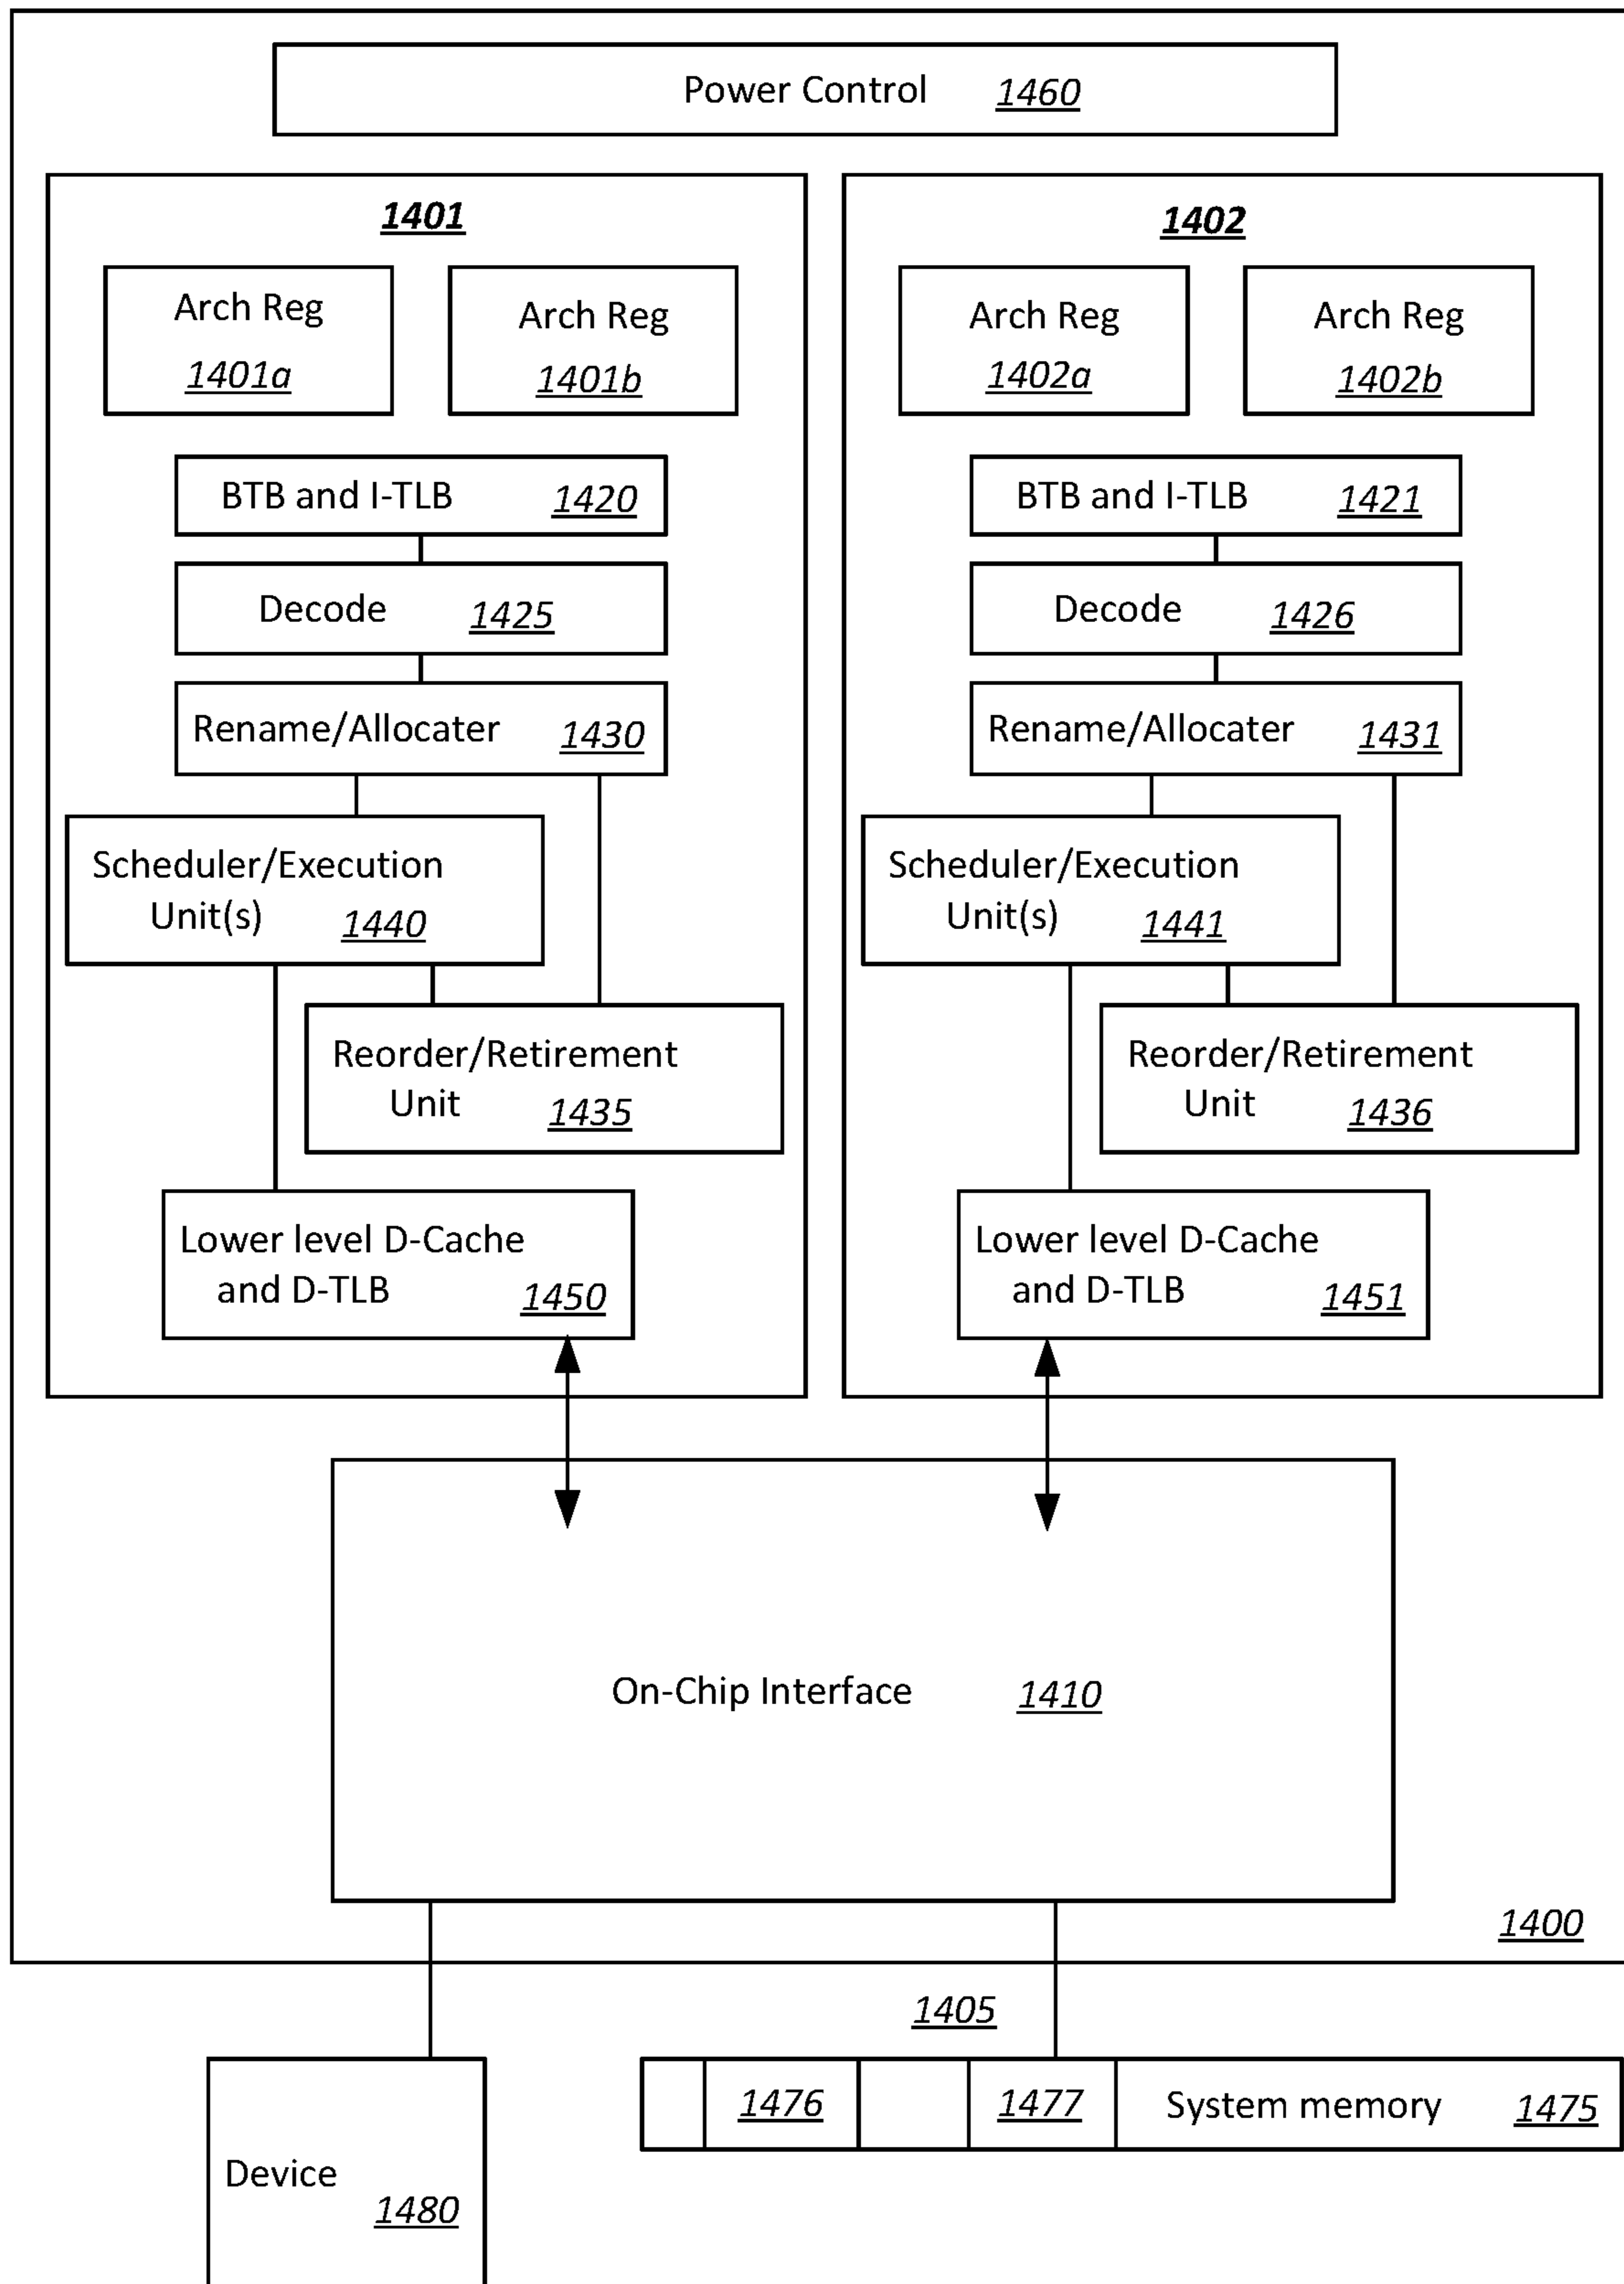 Power Control 1460
1401
Arch Reg
1401a
Arch Reg
1401b
BTB and I-TLB 1420
Decode 1425
Rename/Allocater 1430
Scheduler/Execution
Unit(s) 1440
Reorder/Retirement
Unit 1435
Lower level D-Cache
and D-TLB 1450
1402
Arch Reg
1402a
Arch Reg
1402b
BTB and I-TLB 1421
Decode 1426
Rename/Allocater 1431
Scheduler/Execution
Unit(s) 1441
Reorder/Retirement
Unit 1436
Lower level D-Cache
and D-TLB 1451
On-Chip Interface 1410
1400
1405
1476 1477 System memory 1475
Device
1480